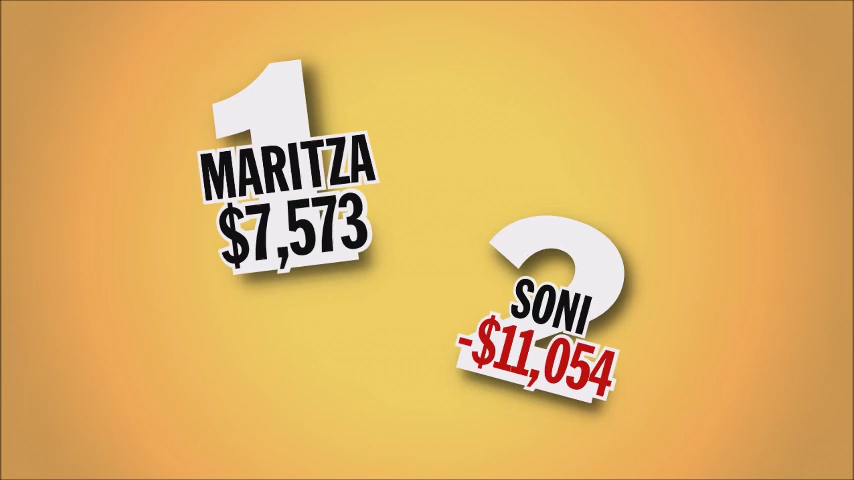 1
MARITZA
$7,573
2
SONI
-$11,054